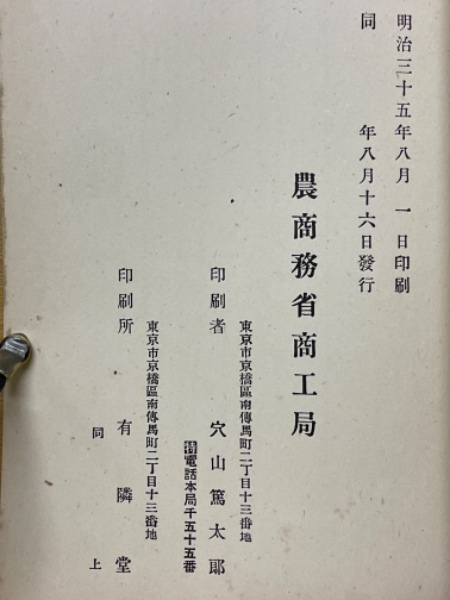 明治三十五年八月 一日印刷
同 年八月十六日發行
農商務省商工局
東京市京橋區南傳馬町二丁目十三番地
印刷者 穴山篤太郞
特電話本局千五十五番
東京市京橋區南傳馬町二丁目十三番地
印刷所 有隣堂
同上